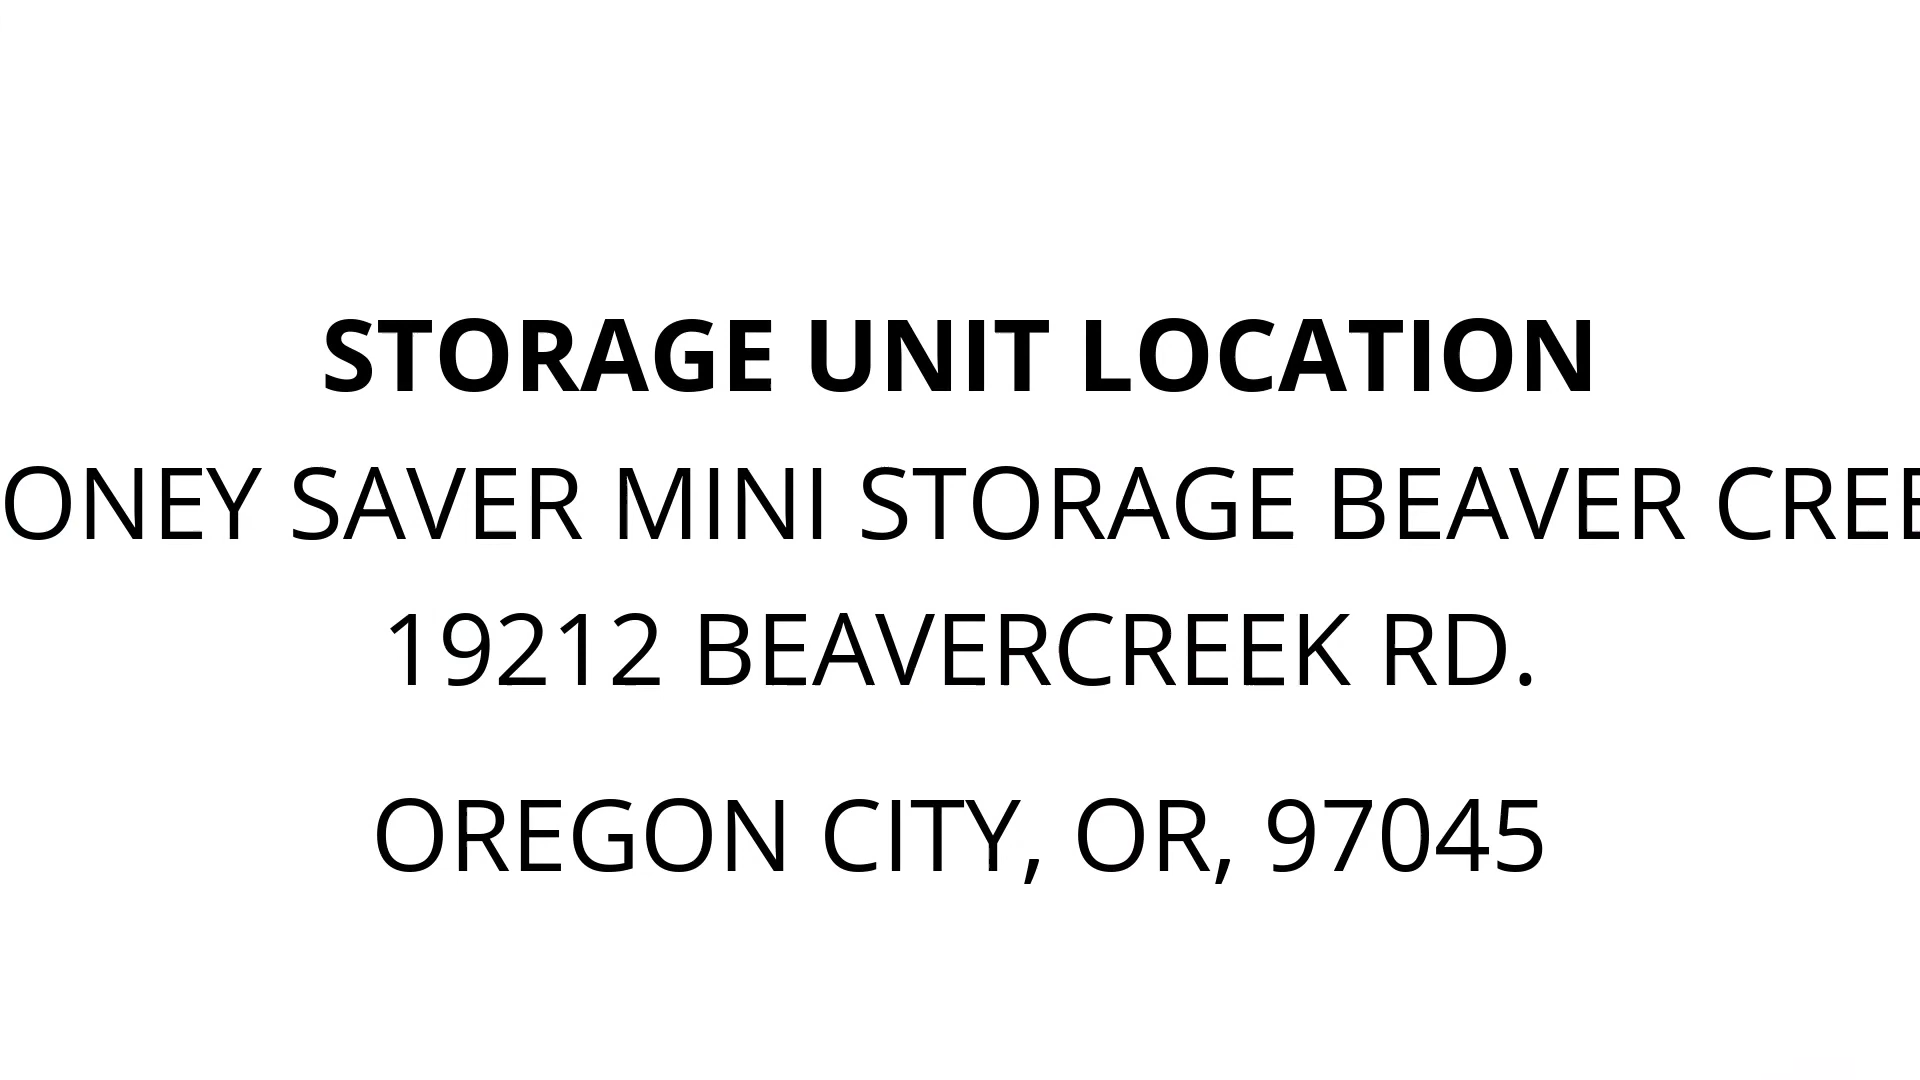 STORAGE UNIT LOCATION
ONEY SAVER MINI STORAGE BEAVER CREE
19212 BEAVERCREEK RD.
OREGON CITY, OR, 97045